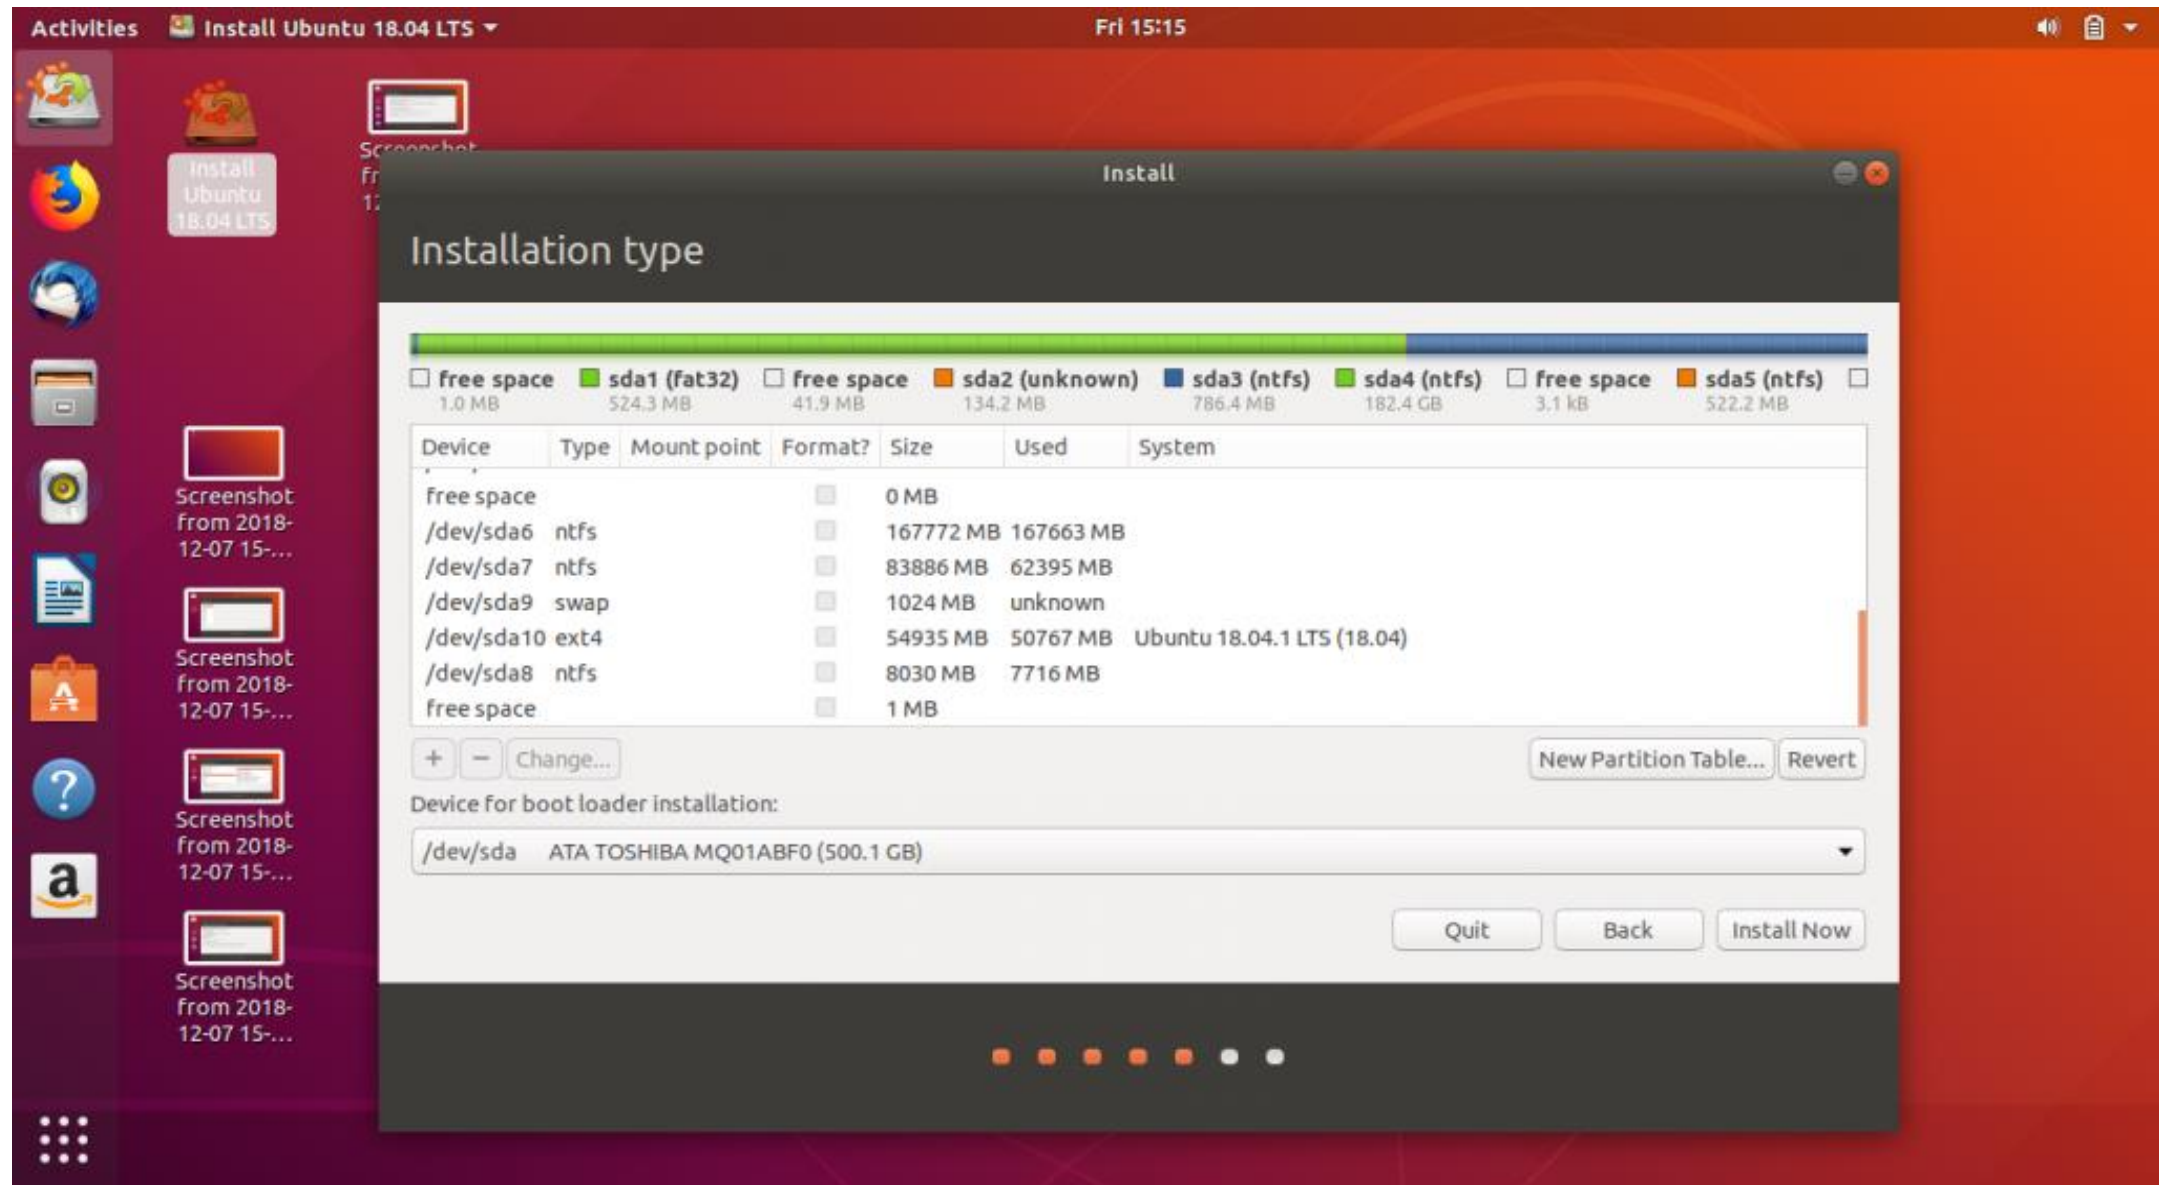 Activities
Install Ubuntu 18.04 LTS
Fri 15:15
Install
Ubuntu
18.04 LTS
Screenshot
Screenshot
from 2018-
12-07 15-...
Screenshot
from 2018-
12-07 15-...
Screenshot
from 2018-
12-07 15-...
Screenshot
from 2018-
12-07 15-...
Install
Installation type
free space sda1 (fat32) free space sda2 (unknown) sda3 (ntfs) sda4 (ntfs) free space sda5 (ntfs)
1.0 MB 524.3 MB 41.9 MB 134.2 MB 786.4 MB 182.4 GB 3.1 kB 522.2 MB
Device Type Mount point Format? Size Used System
free space 0 MB
/dev/sda6 ntfs 167772 MB 167663 MB
/dev/sda7 ntfs 83886 MB 62395 MB
/dev/sda9 swap 1024 MB unknown
/dev/sda10 ext4 54935 MB 50767 MB Ubuntu 18.04.1 LTS (18.04)
/dev/sda8 ntfs 8030 MB 7716 MB
free space 1 MB
+ − Change... New Partition Table... Revert
Device for boot loader installation:
/dev/sda ATA TOSHIBA MQ01ABF0 (500.1 GB)
Quit Back Install Now